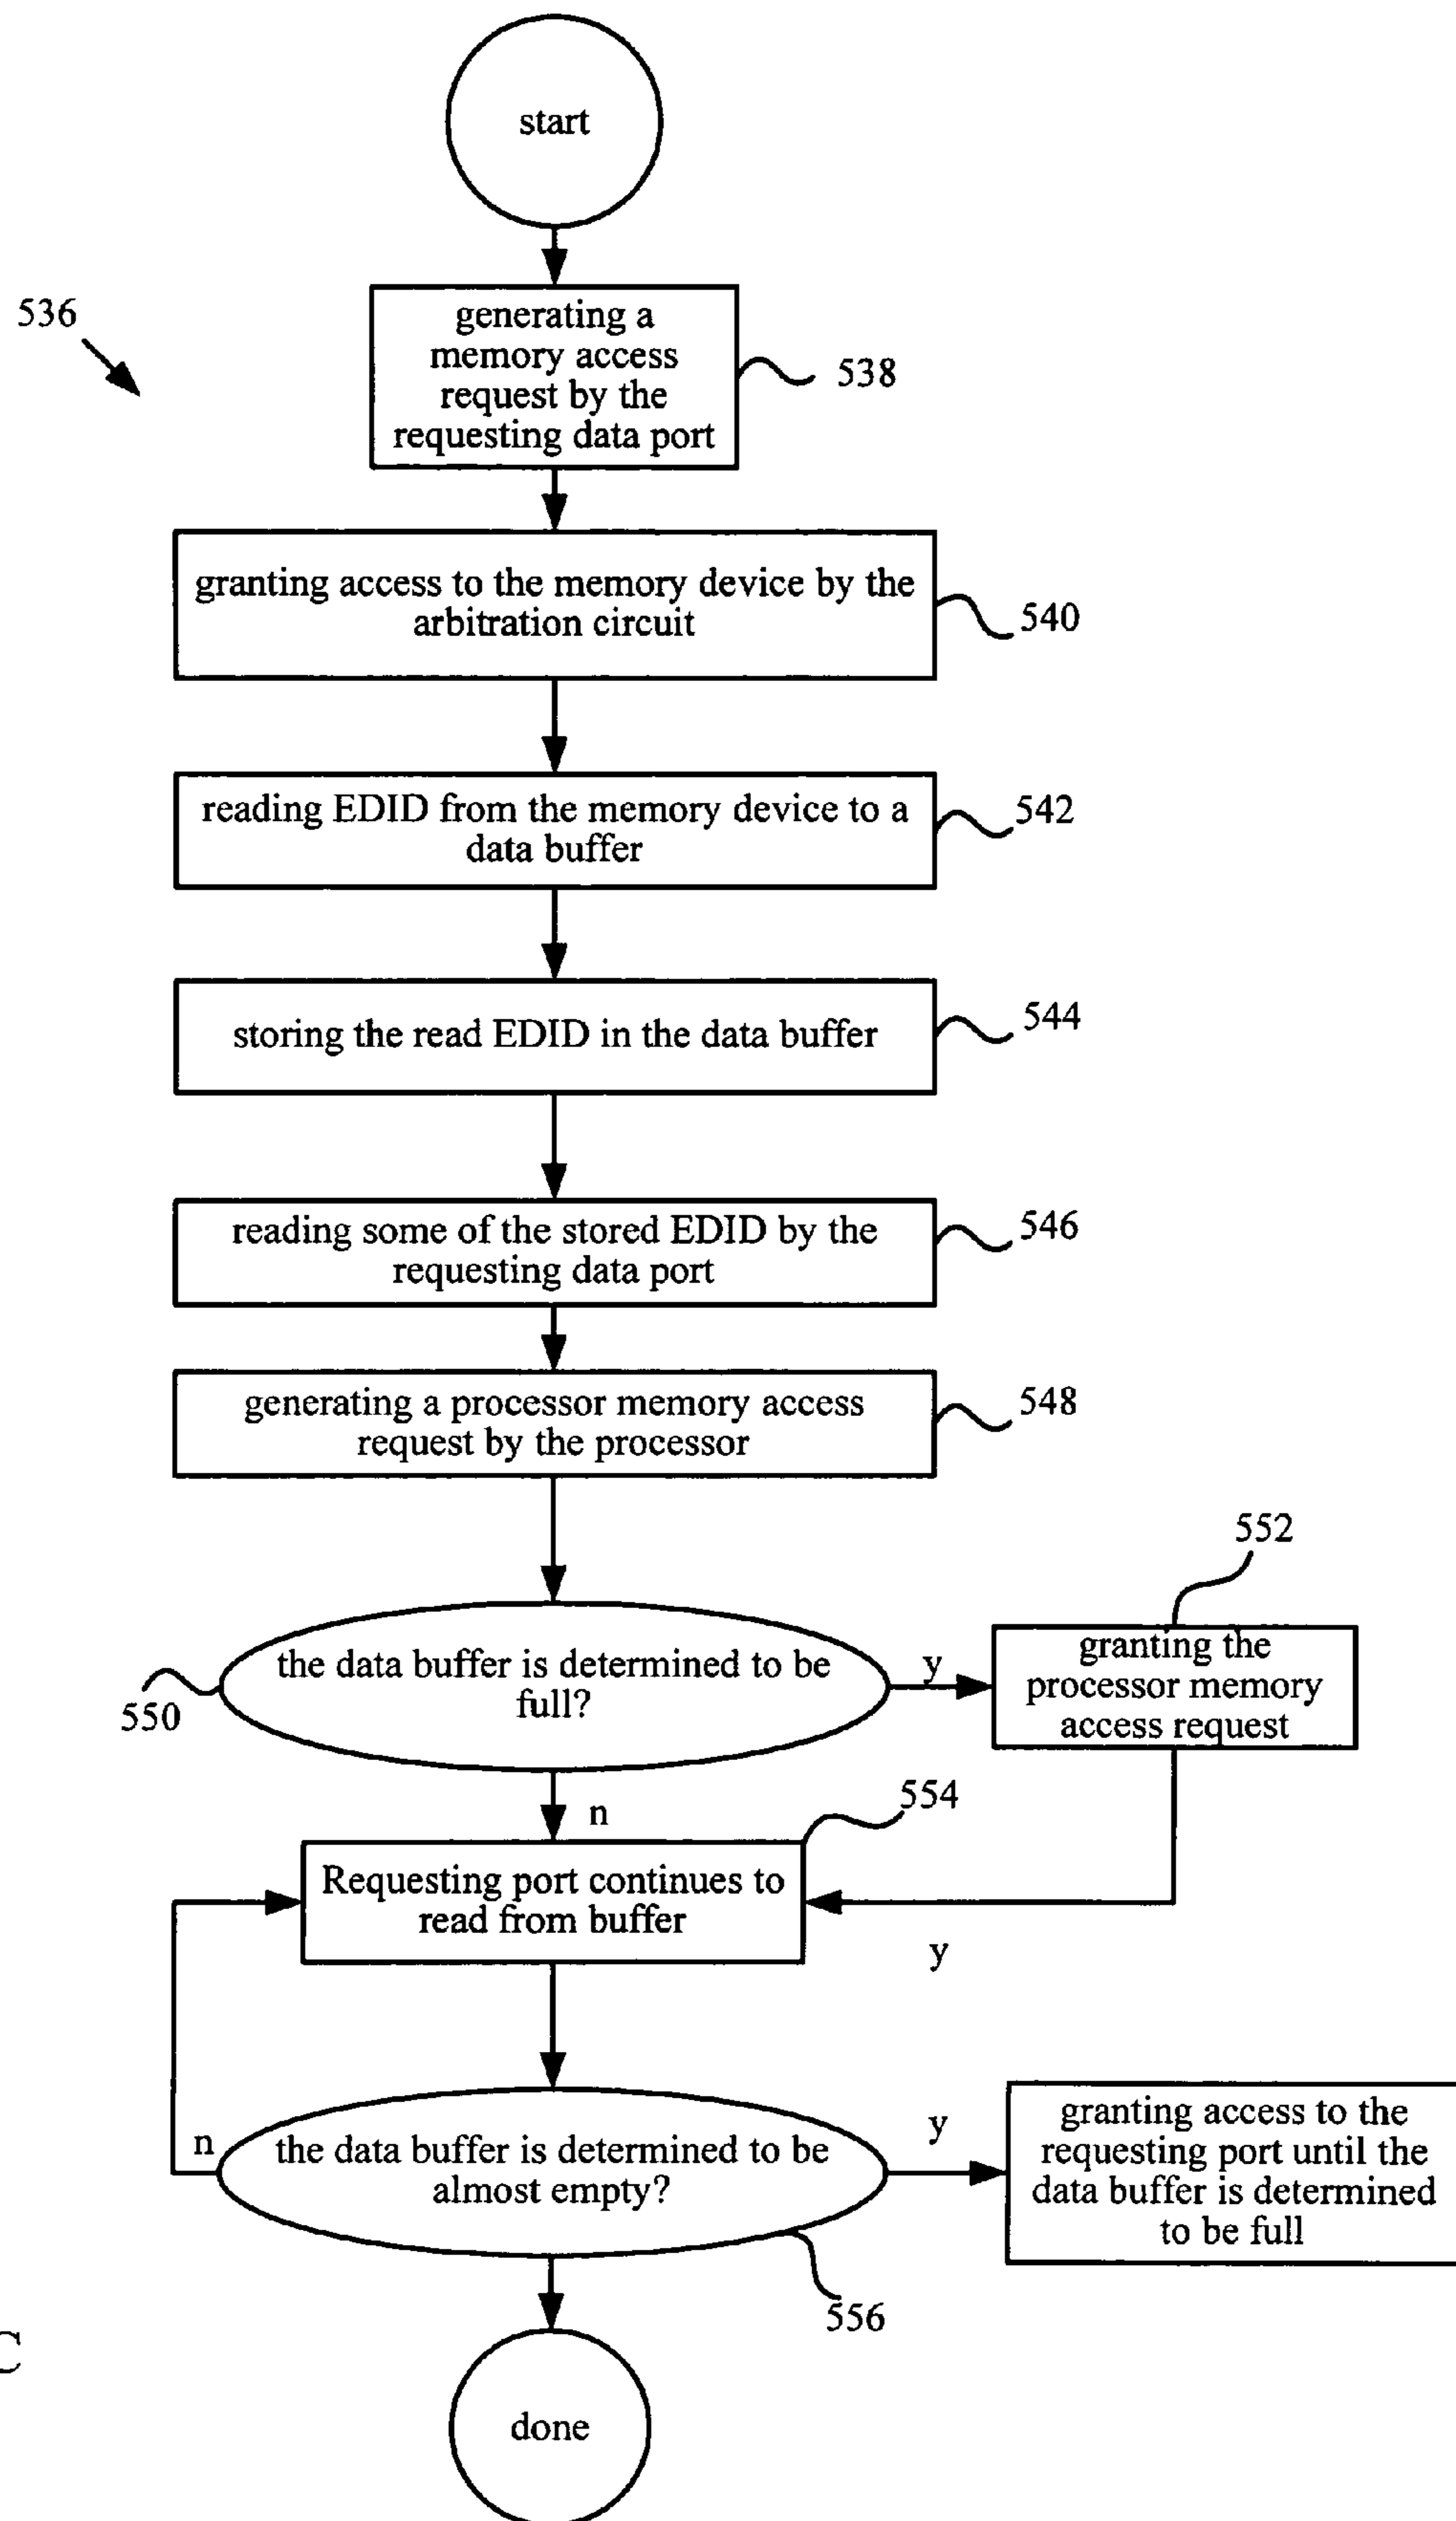 start
536
generating a
memory access
request by the
requesting data port
538
granting access to the memory device by the
arbitration circuit
540
reading EDID from the memory device to a
data buffer
542
storing the read EDID in the data buffer
544
reading some of the stored EDID by the
requesting data port
546
generating a processor memory access
request by the processor
548
552
the data buffer is determined to be
full?
y
granting the
processor memory
access request
550
n
554
Requesting port continues to
read from buffer
y
n
the data buffer is determined to be
almost empty?
y
granting access to the
requesting port until the
data buffer is determined
to be full
556
C
done